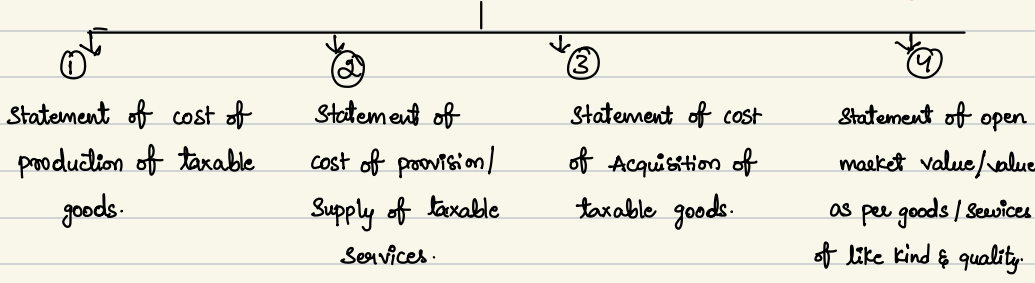 1
Statement of cost of
production of taxable
goods.
2
Statement of
cost of provision/
Supply of taxable
Services.
3
Statement of cost
of Acquisition of
taxable goods.
4
Statement of open
market value/value
as per goods/Services
of like kind & quality.